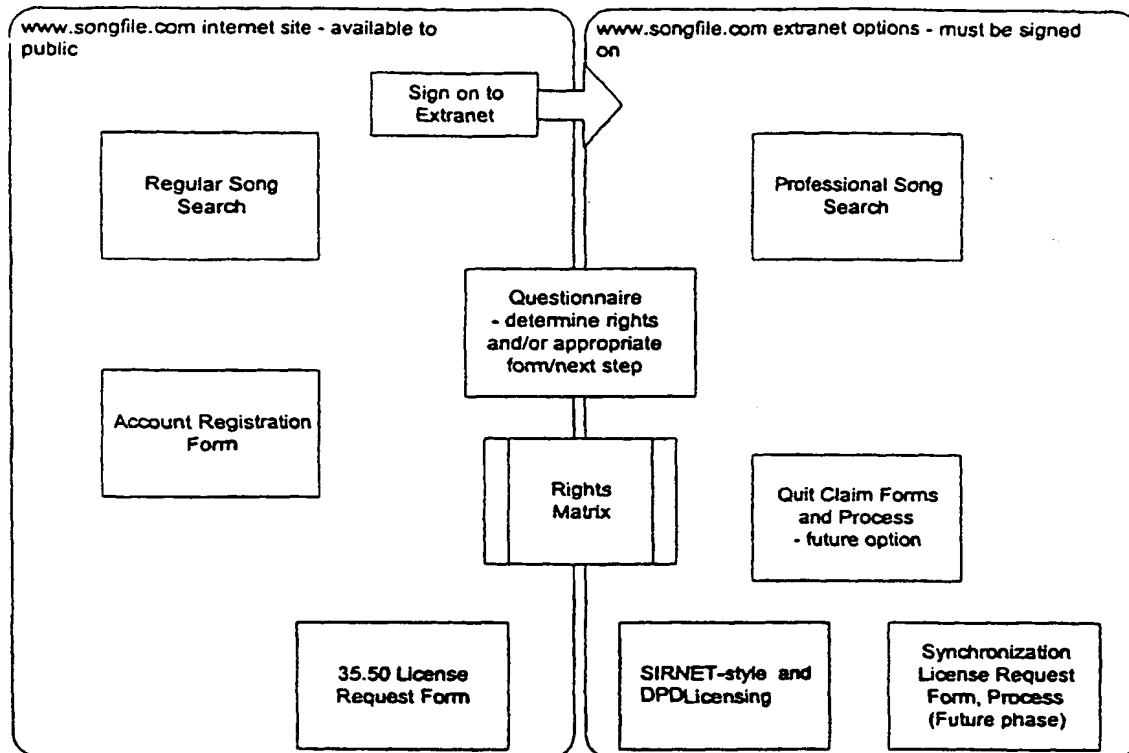 www.songfile.com internet site - available to
public
www.songfile.com extranet options - must be signed
on
Sign on to
Extranet
Regular Song
Search
Professional Song
Search
Questionnaire
- determine rights
and/or appropriate
form/next step
Account Registration
Form
Rights
Matrix
Quit Claim Forms
and Process
- future option
35.50 License
Request Form
SIRNET-style and
DPDLicensing
Synchronization
License Request
Form, Process
(Future phase)